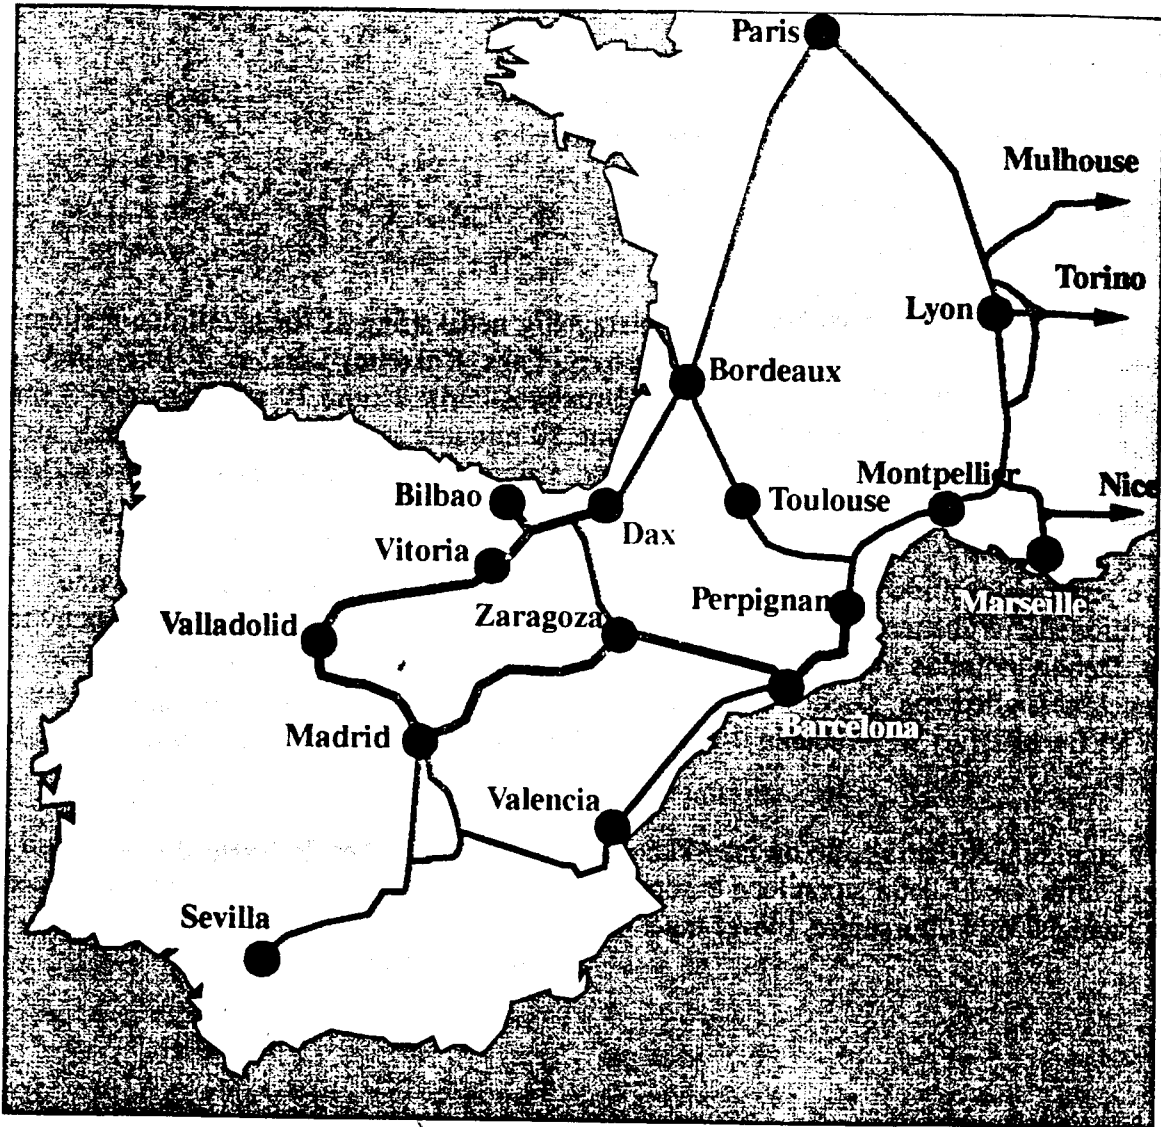 Paris
Mulhouse
Torino
Lyon
Bordeaux
Montpellier
Bilbao
Toulouse
Nice
Dax
Vitoria
Perpignan
Marseille
Zaragoza
Valladolid
Barcelona
Madrid
Valencia
Sevilla